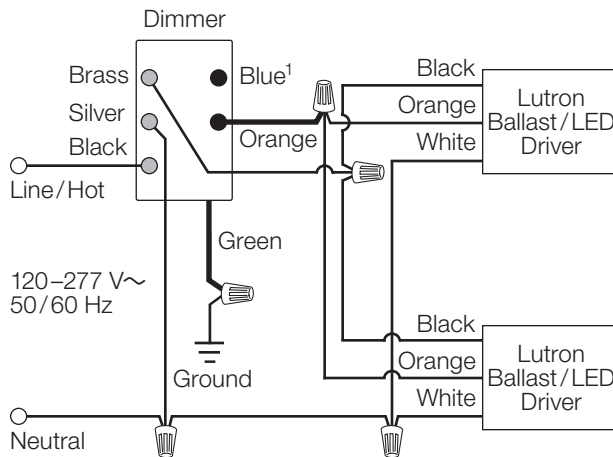 Dimmer
Brass
Blue¹
Silver
Orange
Black
Line/Hot
Green
120–277 V~
50/60 Hz
Ground
Neutral
Black
Orange
White
Lutron
Ballast/LED
Driver
Black
Orange
White
Lutron
Ballast/LED
Driver